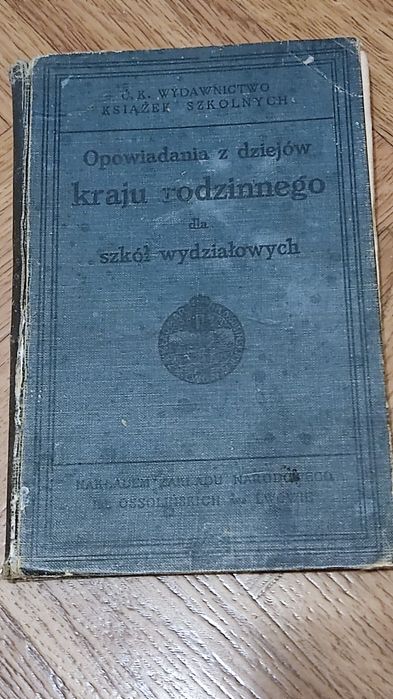 C. K. WYDAWNICTWO
KSIĄŻEK SZKOLNYCH
Opowiadania z dziejów
kraju rodzinnego
dla
szkół wydziałowych
NAKŁADEM ZAKŁADU NARODOWEGO
IM. OSSOLIŃSKICH WE LWOWIE